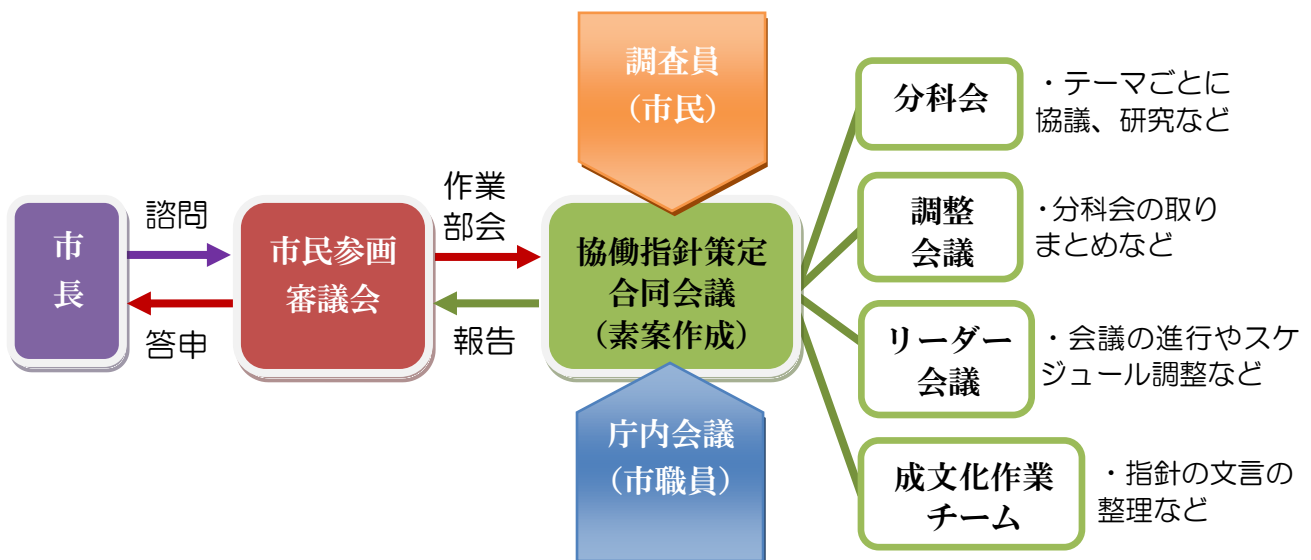 市
長
諮問
答申
市民参画
審議会
作業
部会
報告
調査員
（市民）
協働指針策定
合同会議
（素案作成）
庁内会議
（市職員）
分科会
・テーマごとに
協議、研究など
調整
会議
・分科会の取り
まとめなど
リーダー
会議
・会議の進行やスケ
ジュール調整など
成文化作業
チーム
・指針の文言の
整理など